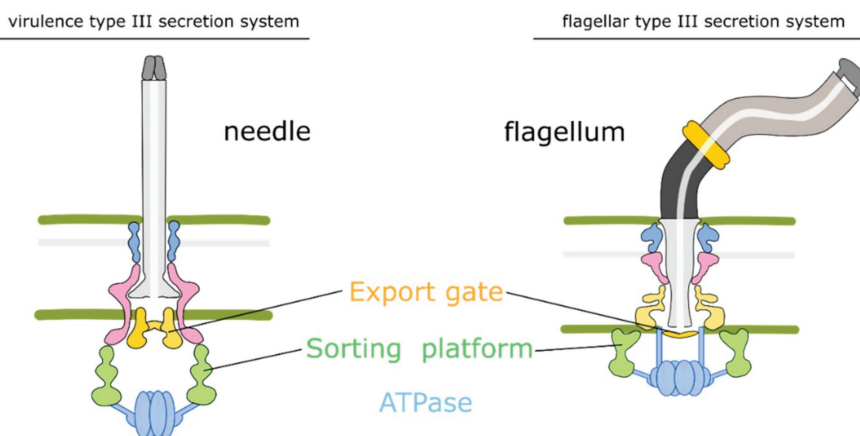 virulence type III secretion system
flagellar type III secretion system
needle
flagellum
Export gate
Sorting platform
ATPase